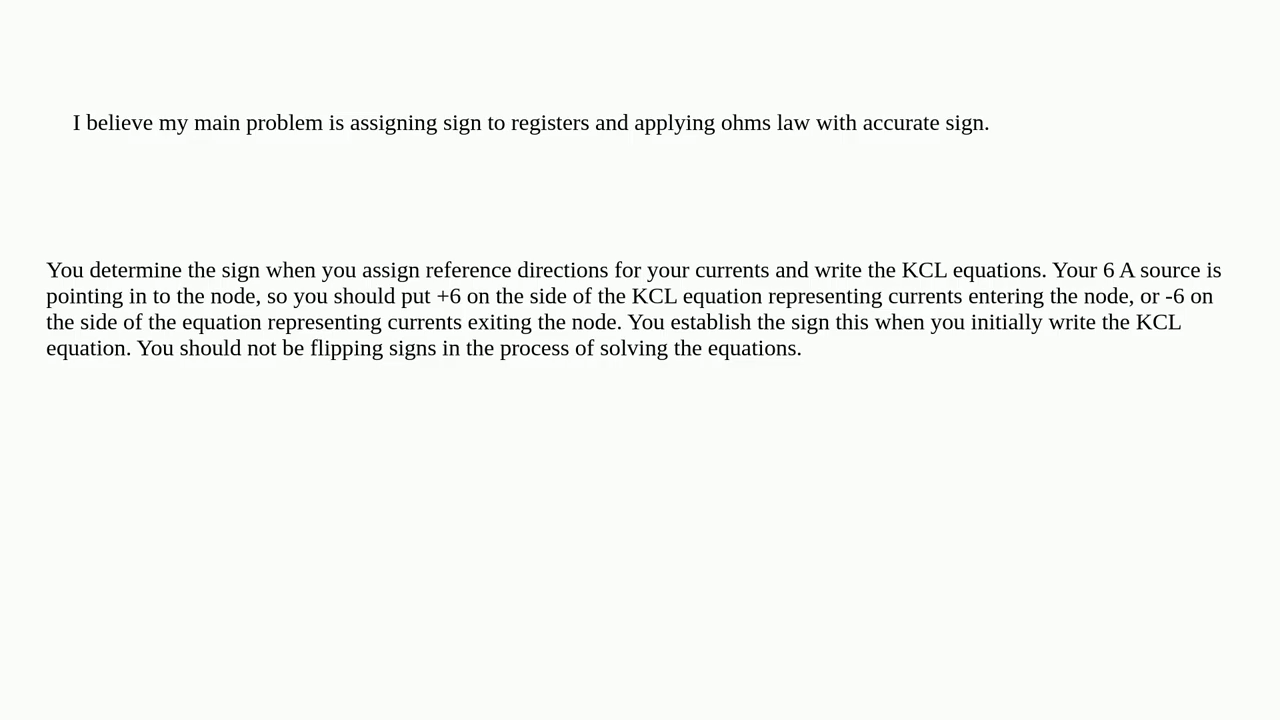 I believe my main problem is assigning sign to registers and applying ohms law with accurate sign.
You determine the sign when you assign reference directions for your currents and write the KCL equations. Your 6 A source is
pointing in to the node, so you should put +6 on the side of the KCL equation representing currents entering the node, or -6 on
the side of the equation representing currents exiting the node. You establish the sign this when you initially write the KCL
equation. You should not be flipping signs in the process of solving the equations.